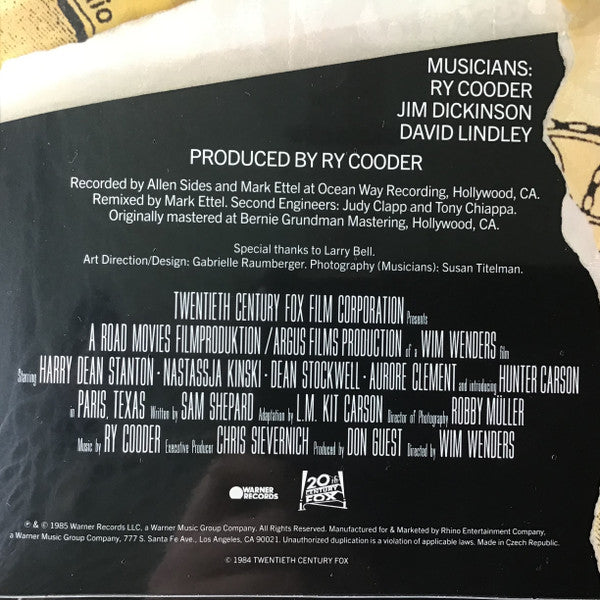 dio
MUSICIANS:
RY COODER
JIM DICKINSON
DAVID LINDLEY
PRODUCED BY RY COODER
Recorded by Allen Sides and Mark Ettel at Ocean Way Recording, Hollywood, CA.
Remixed by Mark Ettel. Second Engineers: Judy Clapp and Tony Chiappa.
Originally mastered at Bernie Grundman Mastering, Hollywood, CA.
Special thanks to Larry Bell.
Art Direction/Design: Gabrielle Raumberger. Photography (Musicians): Susan Titelman.
TWENTIETH CENTURY FOX FILM CORPORATION Presents
A ROAD MOVIES FILMPRODUKTION / ARGUS FILMS PRODUCTION of a WIM WENDERS film
Starring HARRY DEAN STANTON · NASTASSJA KINSKI · DEAN STOCKWELL · AURORE CLEMENT and introducing HUNTER CARSON
in PARIS, TEXAS Written by SAM SHEPARD Adaptation by L.M. KIT CARSON Director of Photography ROBBY MÜLLER
Music by RY COODER Executive Producer CHRIS SIEVERNICH Produced by DON GUEST Directed by WIM WENDERS
WARNER RECORDS
20th CENTURY FOX
℗ & © 1985 Warner Records LLC, a Warner Music Group Company. All Rights Reserved. Manufactured for & Marketed by Rhino Entertainment Company,
a Warner Music Group Company, 777 S. Santa Fe Ave., Los Angeles, CA 90021. Unauthorized duplication is a violation of applicable laws. Made in Czech Republic.
© 1984 TWENTIETH CENTURY FOX